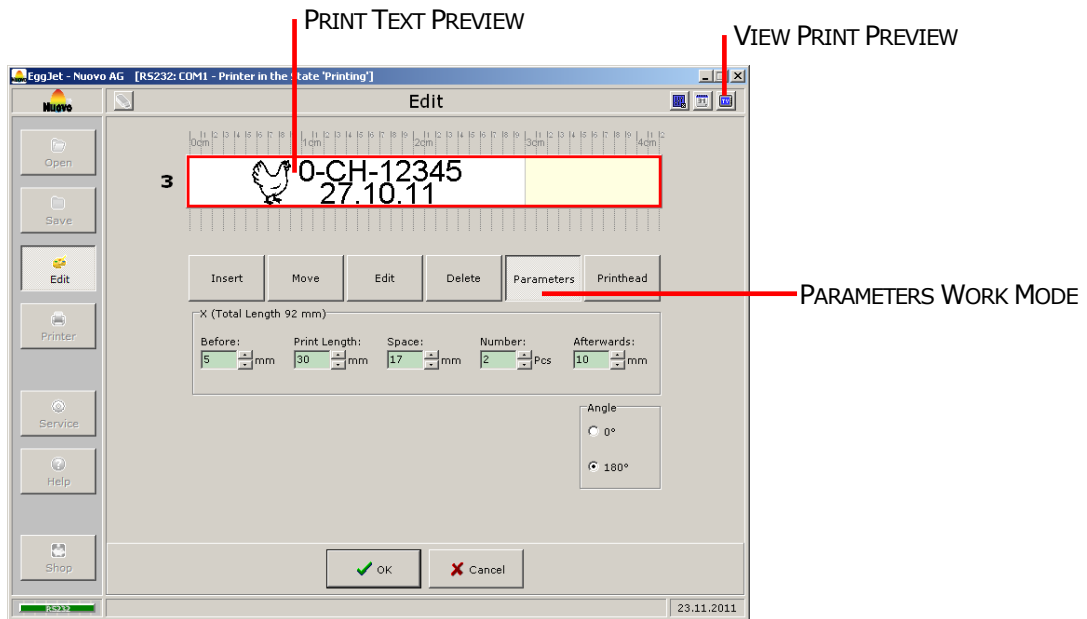 PRINT TEXT PREVIEW
VIEW PRINT PREVIEW
EggJet - Nuovo AG [RS232: COM1 - Printer in the State 'Printing']
Nuovo
Edit
Open
Save
Edit
Printer
Service
Help
Shop
RS232
0cm 1cm 2cm 3cm 4cm
3
0-CH-12345
27.10.11
Insert Move Edit Delete Parameters Printhead
PARAMETERS WORK MODE
X (Total Length 92 mm)
Before: Print Length: Space: Number: Afterwards:
5 mm 30 mm 17 mm 2 Pcs 10 mm
Angle
0°
180°
OK Cancel
23.11.2011